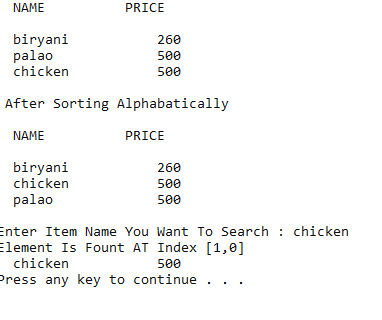 NAME PRICE
biryani 260
palao 500
chicken 500
After Sorting Alphabatically
NAME PRICE
biryani 260
chicken 500
palao 500
Enter Item Name You Want To Search : chicken
Element Is Fount AT Index [1,0]
chicken 500
Press any key to continue . . .